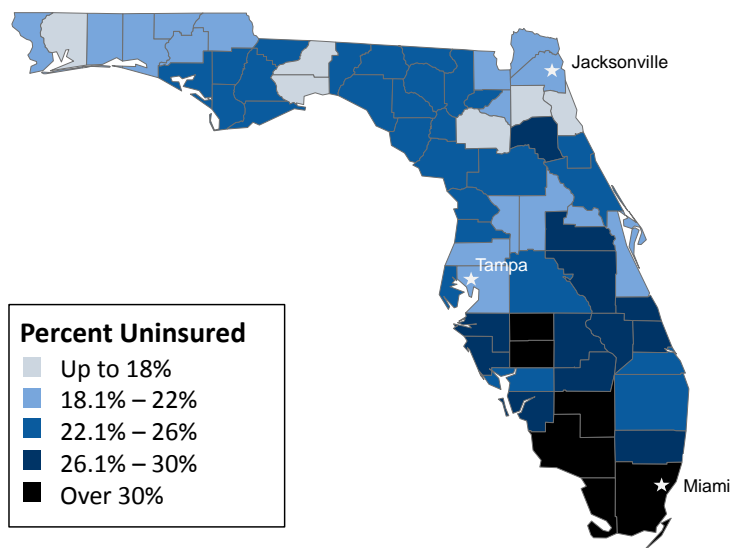 Jacksonville
Tampa
Percent Uninsured
Up to 18%
18.1% – 22%
22.1% – 26%
26.1% – 30%
Over 30%
Miami